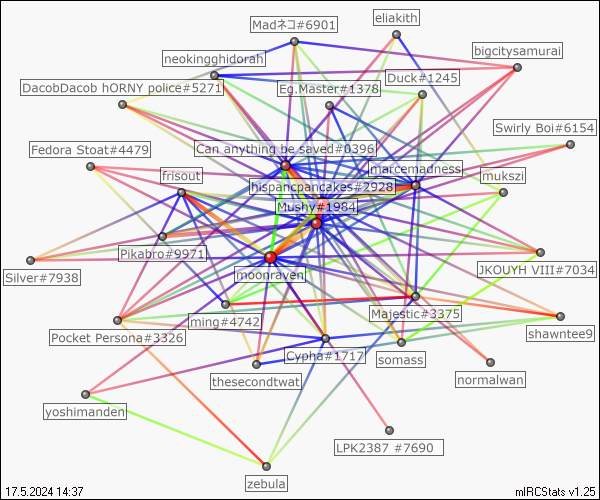 Madネコ#6901
eliakith
neokingghidorah
bigcitysamurai
DacobDacob hORNY police#5271
Eg.Master#1378
Duck#1245
Swirly Boi#6154
Fedora Stoat#4479
Can anything be saved#0396
marcemadness
frisout
hispancpancakes#2928
mukszi
Mushy#1984
Pikabro#9971
Silver#7938
moonraven
JKOUYH VIII#7034
ming#4742
Majestic#3375
Pocket Persona#3326
shawntee9
Cypha#1717
somass
thesecondtwat
normalwan
yoshimanden
LPK2387 #7690
zebula
17.5.2024 14:37
mIRCStats v1.25